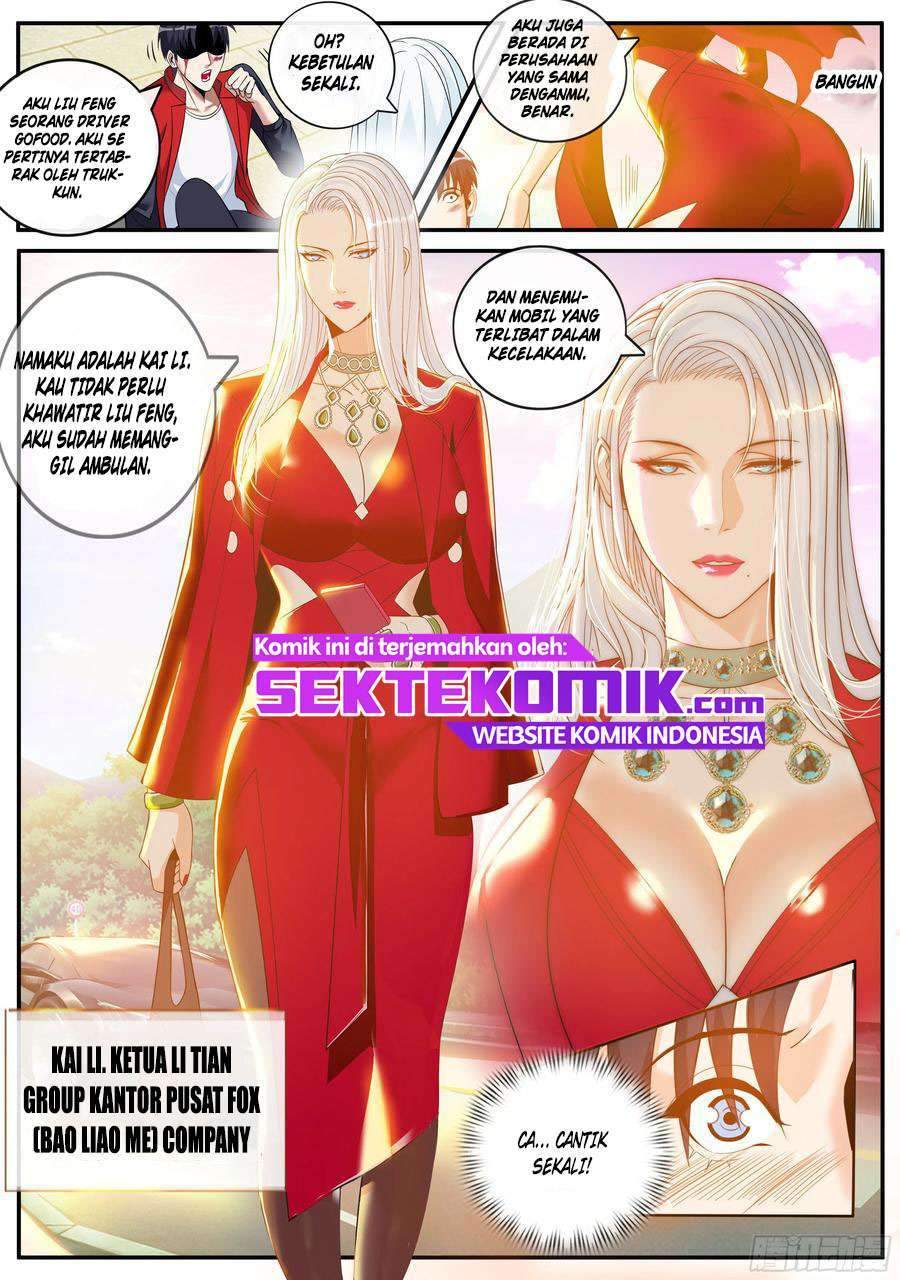 AKU LIU FENG
SEORANG DRIVER
GOFOOD. AKU SE
PERTINYA TERTAB-
RAK OLEH TRUK-
KUN.
OH?
KEBETULAN
SEKALI.
AKU JUGA
BERADA DI
PERUSAHAAN
YANG SAMA
DENGANMU,
BENAR.
BANGUN
NAMAKU ADALAH KAI LI.
KAU TIDAK PERLU
KHAWATIR LIU FENG,
AKU SUDAH MEMANG-
GIL AMBULAN.
DAN MENEMU-
KAN MOBIL YANG
TERLIBAT DALAM
KECELAKAAN.
Komik ini di terjemahkan oleh:
SEKTEKOMIK.com
WEBSITE KOMIK INDONESIA
KAI LI. KETUA LI TIAN
GROUP KANTOR PUSAT FOX
(BAO LIAO ME) COMPANY
CA... CANTIK
SEKALI!
腾讯动漫